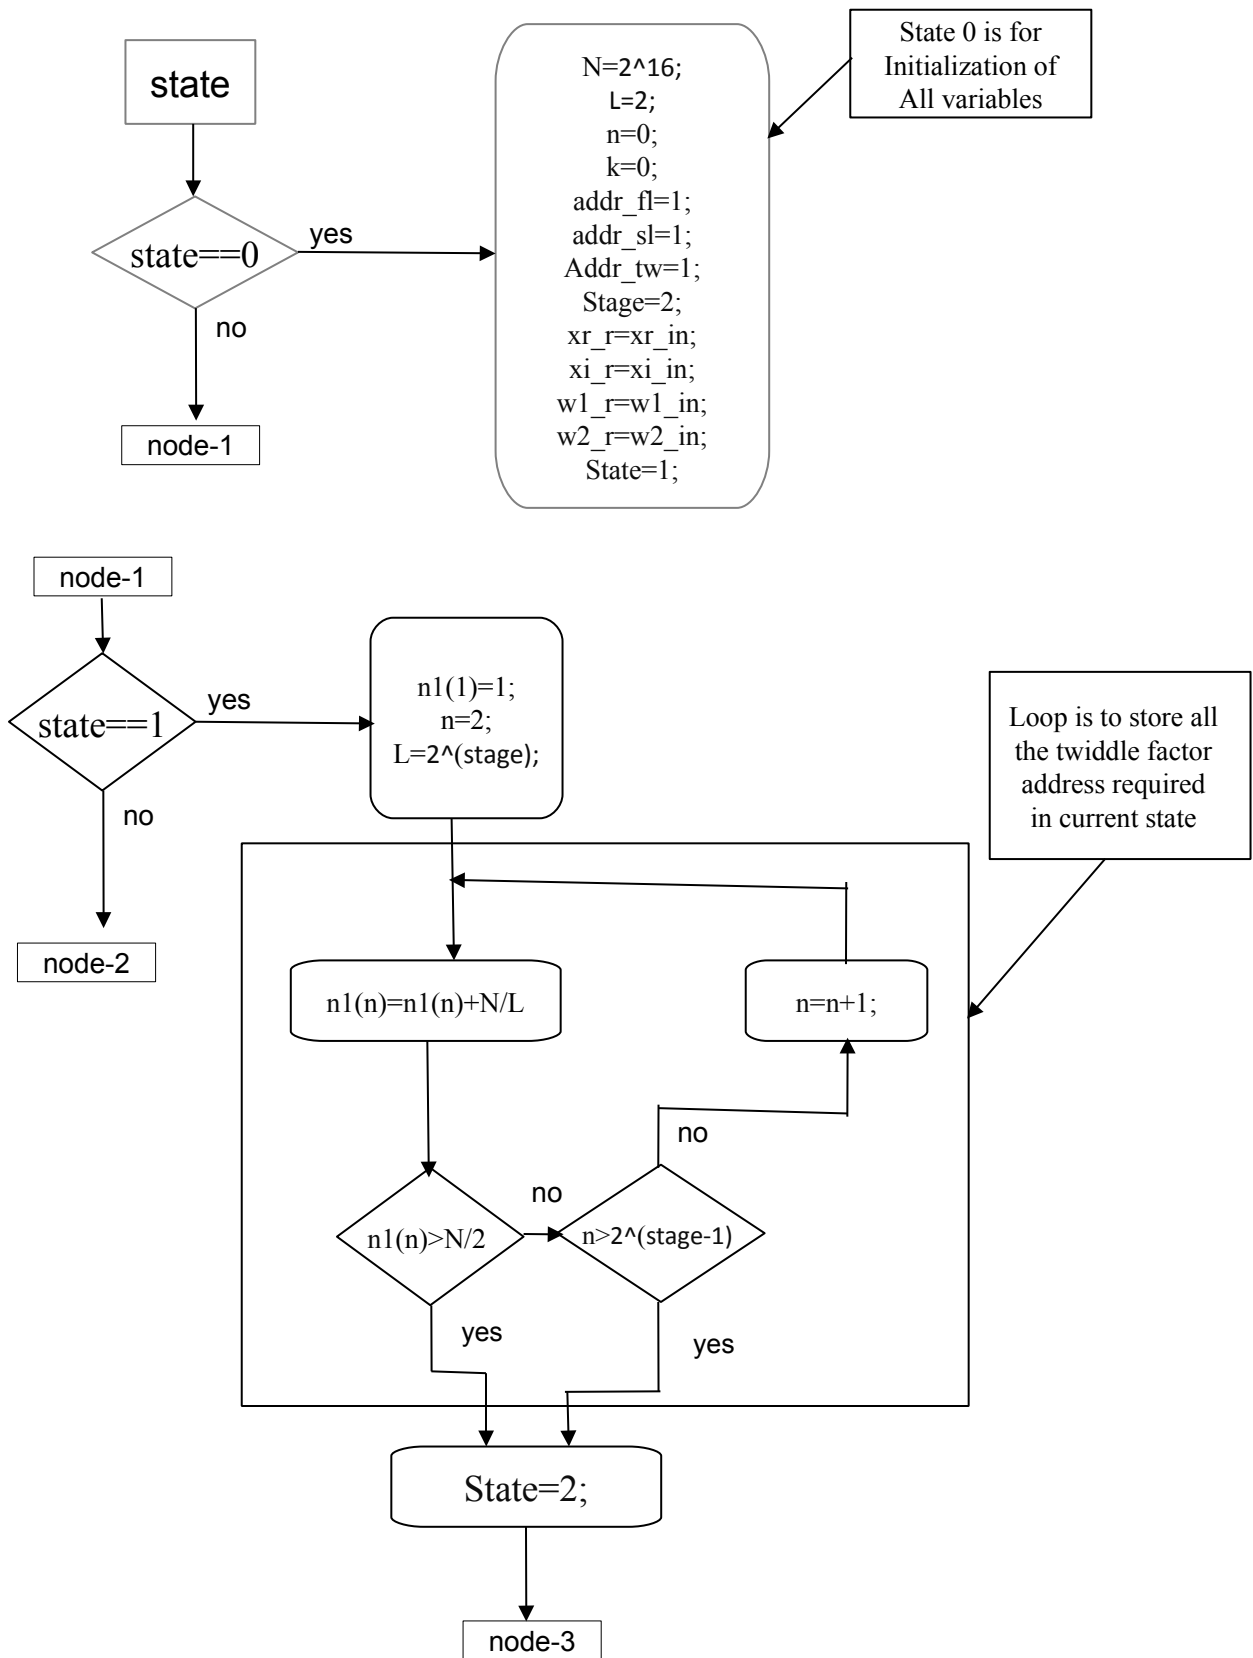 state
state==0
yes
no
node-1
N=2^16;
L=2;
n=0;
k=0;
addr_fl=1;
addr_sl=1;
Addr_tw=1;
Stage=2;
xr_r=xr_in;
xi_r=xi_in;
w1_r=w1_in;
w2_r=w2_in;
State=1;
State 0 is for
Initialization of
All variables
node-1
state==1
yes
no
node-2
n1(1)=1;
n=2;
L=2^(stage);
Loop is to store all
the twiddle factor
address required
in current state
n1(n)=n1(n)+N/L
n=n+1;
n1(n)>N/2
no
n>2^(stage-1)
no
yes
yes
State=2;
node-3